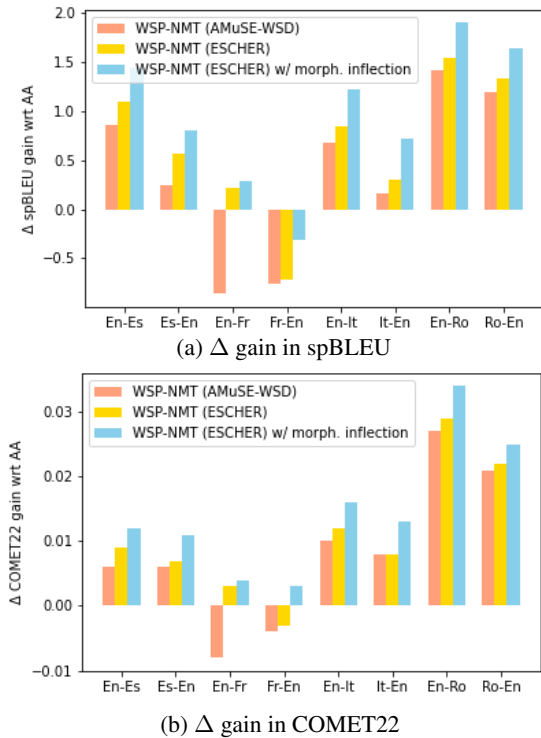 2.0
1.5
1.0
0.5
0.0
−0.5
Δ spBLEU gain wrt AA
WSP-NMT (AMuSE-WSD)
WSP-NMT (ESCHER)
WSP-NMT (ESCHER) w/ morph. inflection
En-Es Es-En En-Fr Fr-En En-It It-En En-Ro Ro-En
(a) Δ gain in spBLEU
0.03
0.02
0.01
0.00
−0.01
Δ COMET22 gain wrt AA
WSP-NMT (AMuSE-WSD)
WSP-NMT (ESCHER)
WSP-NMT (ESCHER) w/ morph. inflection
En-Es Es-En En-Fr Fr-En En-It It-En En-Ro Ro-En
(b) Δ gain in COMET22